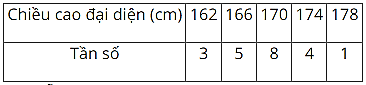 Chiều cao đại diện (cm) 162 166 170 174 178
Tần số 3 5 8 4 1